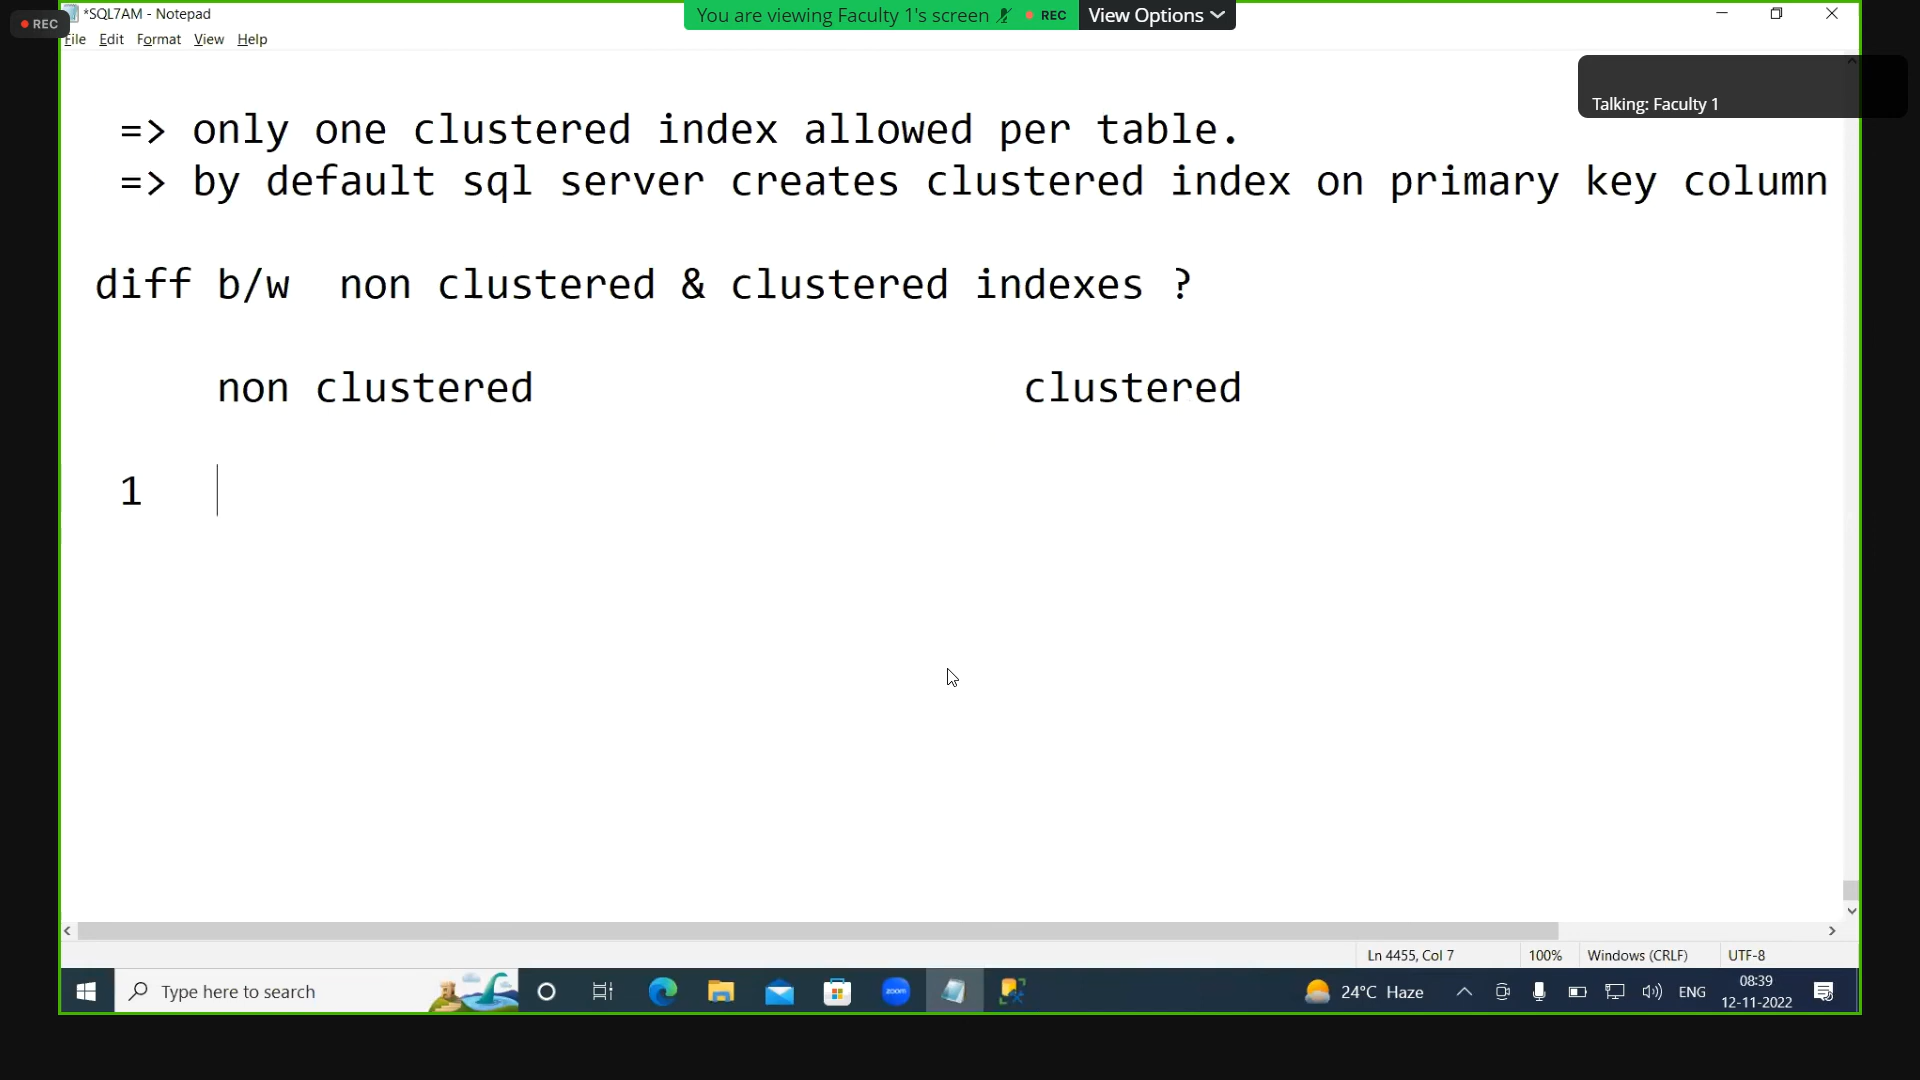 REC
*SQL7AM - Notepad
You are viewing Faculty 1's screen
REC
View Options
File Edit Format View Help
Talking: Faculty 1
=> only one clustered index allowed per table.
=> by default sql server creates clustered index on primary key column
diff b/w non clustered & clustered indexes ?
non clustered clustered
1
Ln 4455, Col 7 100% Windows (CRLF) UTF-8
Type here to search
zoom
24°C Haze
ENG
08:39
12-11-2022